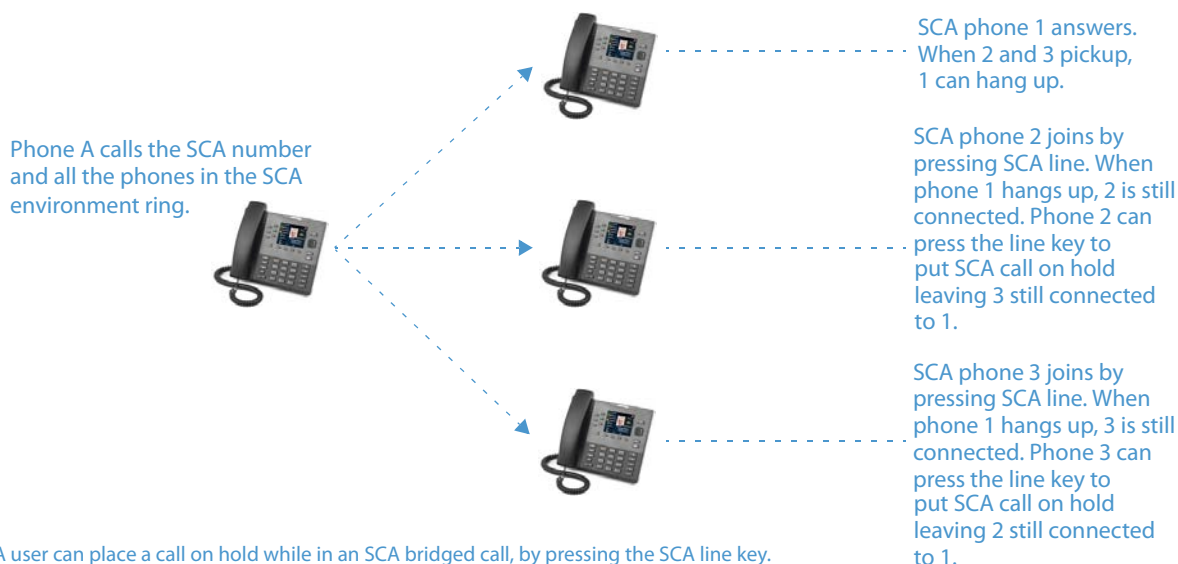 Phone A calls the SCA number
and all the phones in the SCA
environment ring.
SCA phone 1 answers.
When 2 and 3 pickup,
1 can hang up.
SCA phone 2 joins by
pressing SCA line. When
phone 1 hangs up, 2 is still
connected. Phone 2 can
press the line key to
put SCA call on hold
leaving 3 still connected
to 1.
SCA phone 3 joins by
pressing SCA line. When
phone 1 hangs up, 3 is still
connected. Phone 3 can
press the line key to
put SCA call on hold
leaving 2 still connected
to 1.
user can place a call on hold while in an SCA bridged call, by pressing the SCA line key.